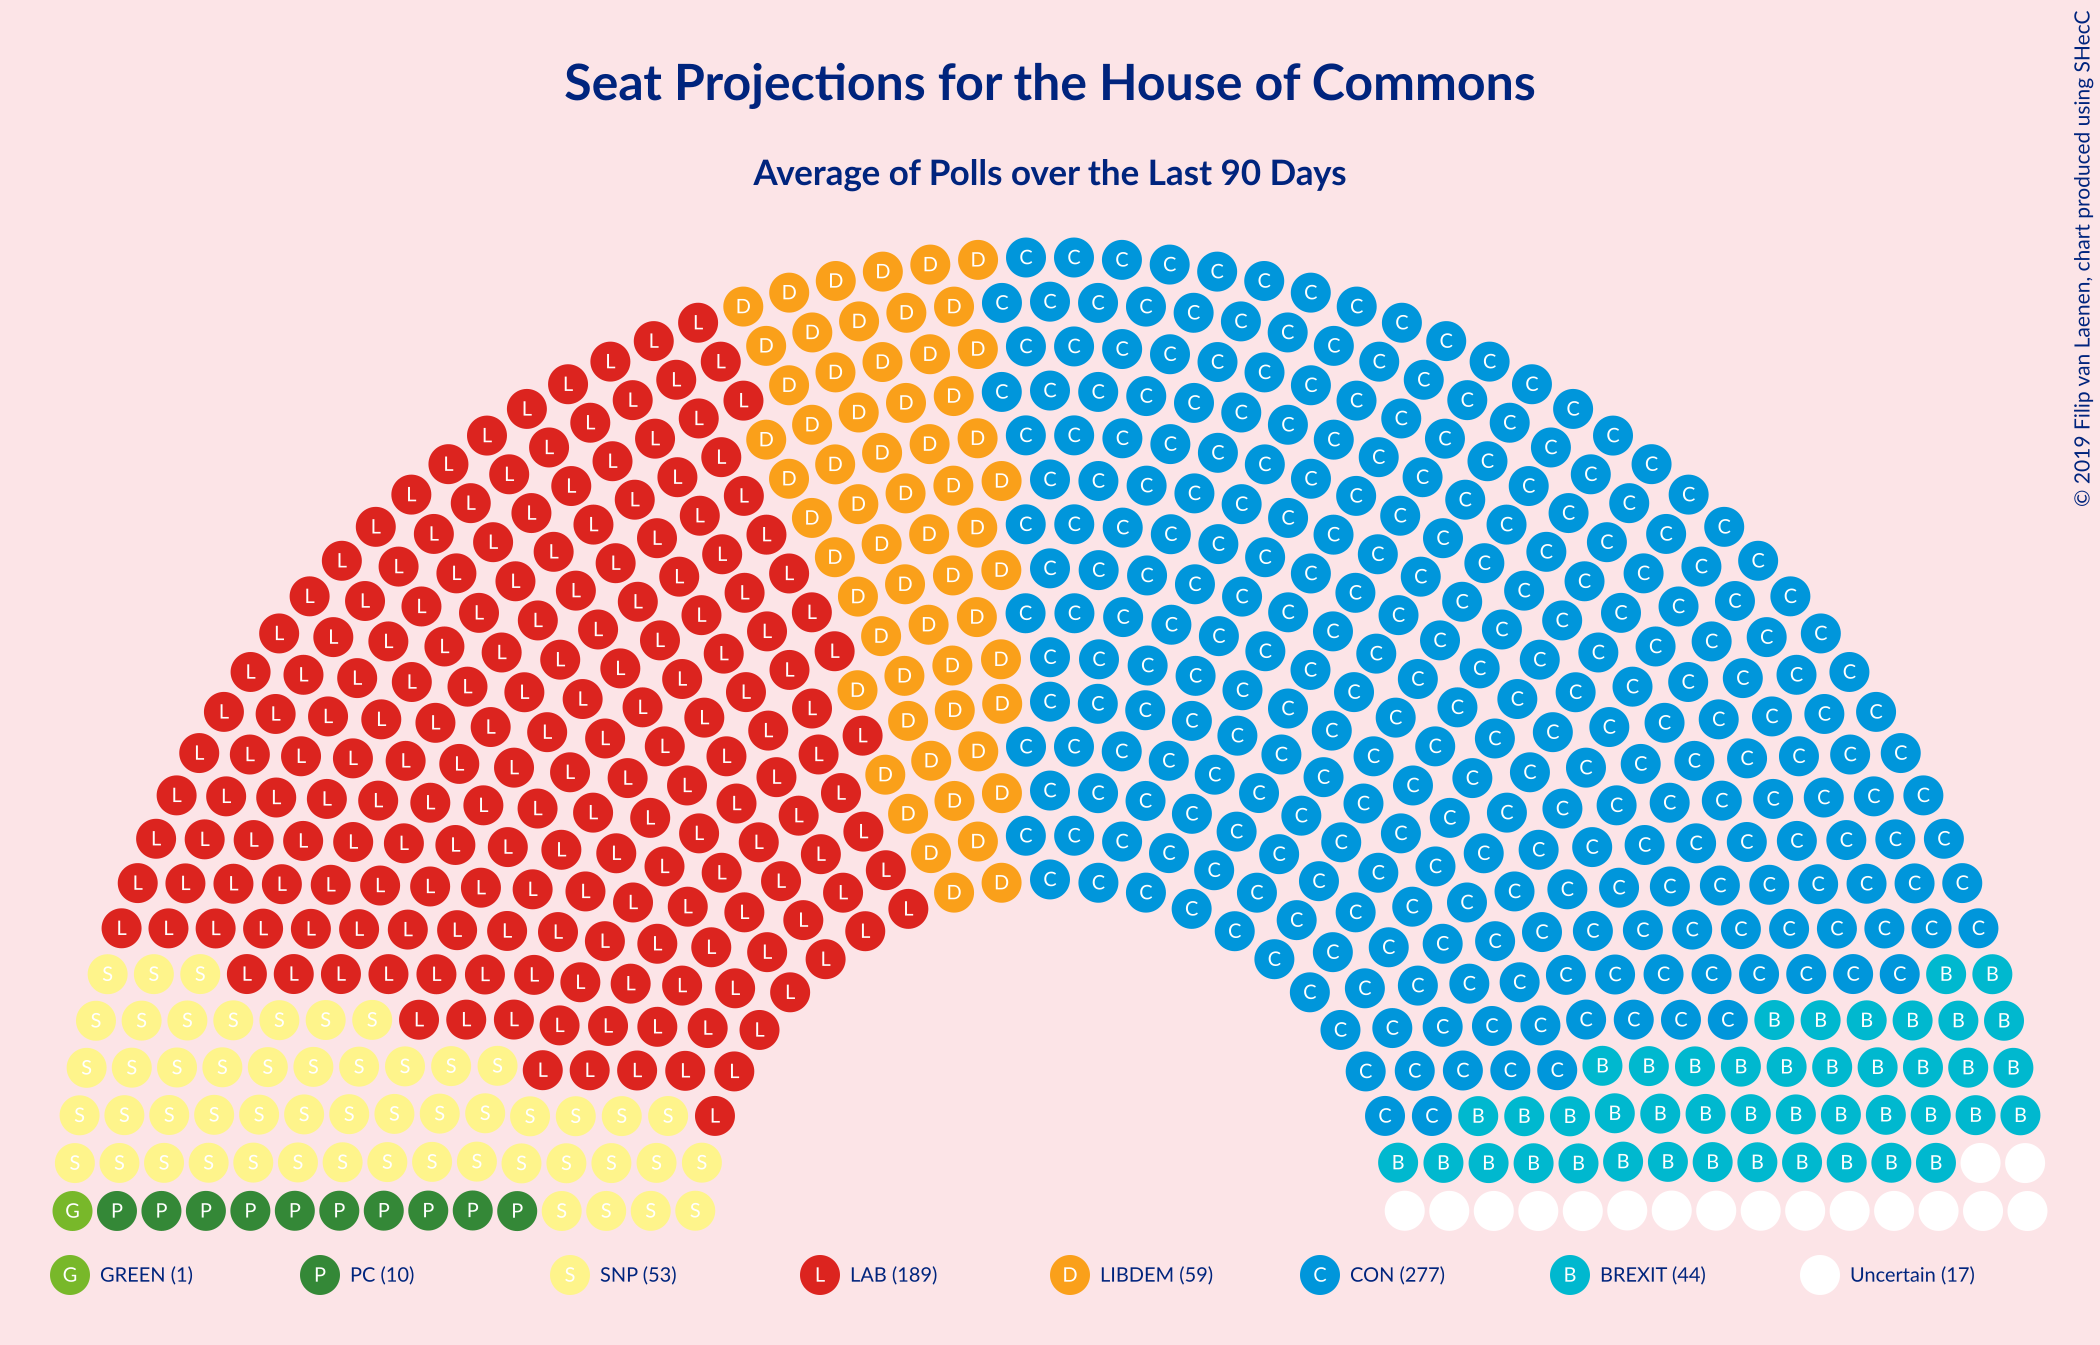 Seat Projections for the House of Commons
Average of Polls over the Last 90 Days
© 2019 Filip van Laenen, chart produced using SHecC
G GREEN (1) P PC (10) S SNP (53) L LAB (189) D LIBDEM (59) C CON (277) B BREXIT (44) Uncertain (17)